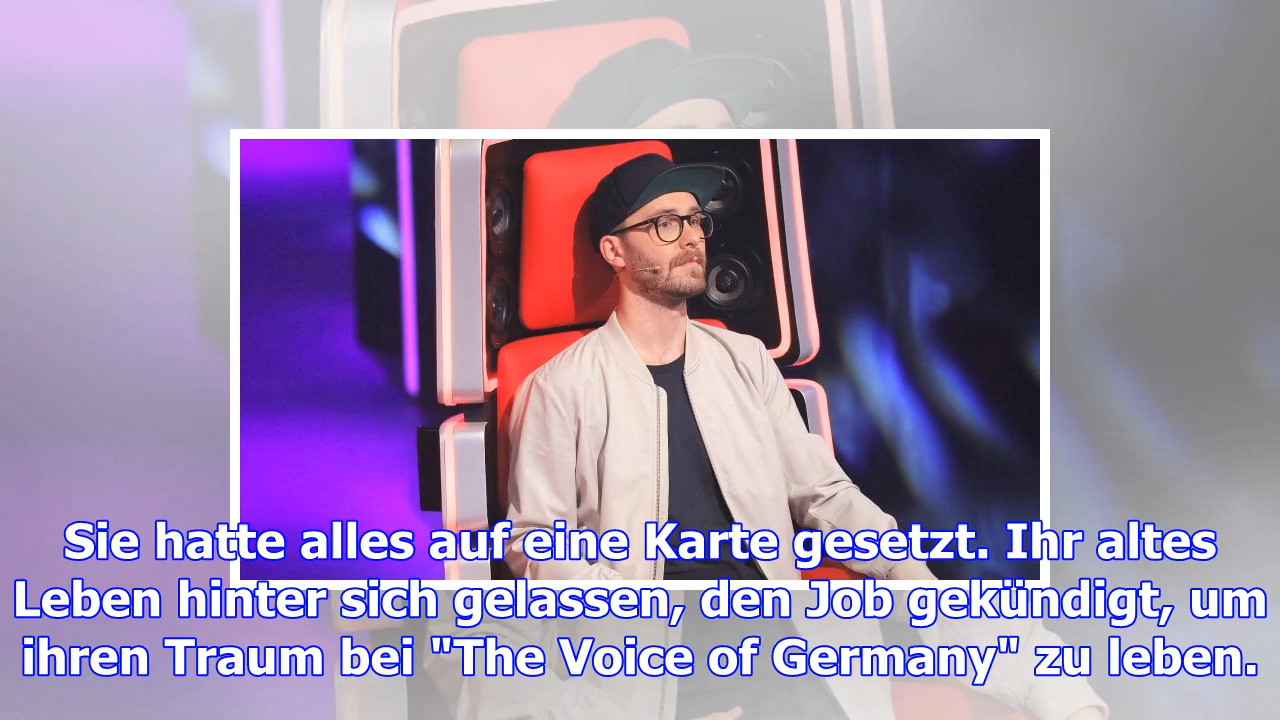 Sie hatte alles auf eine Karte gesetzt. Ihr altes
Leben hinter sich gelassen, den Job gekündigt, um
ihren Traum bei "The Voice of Germany" zu leben.